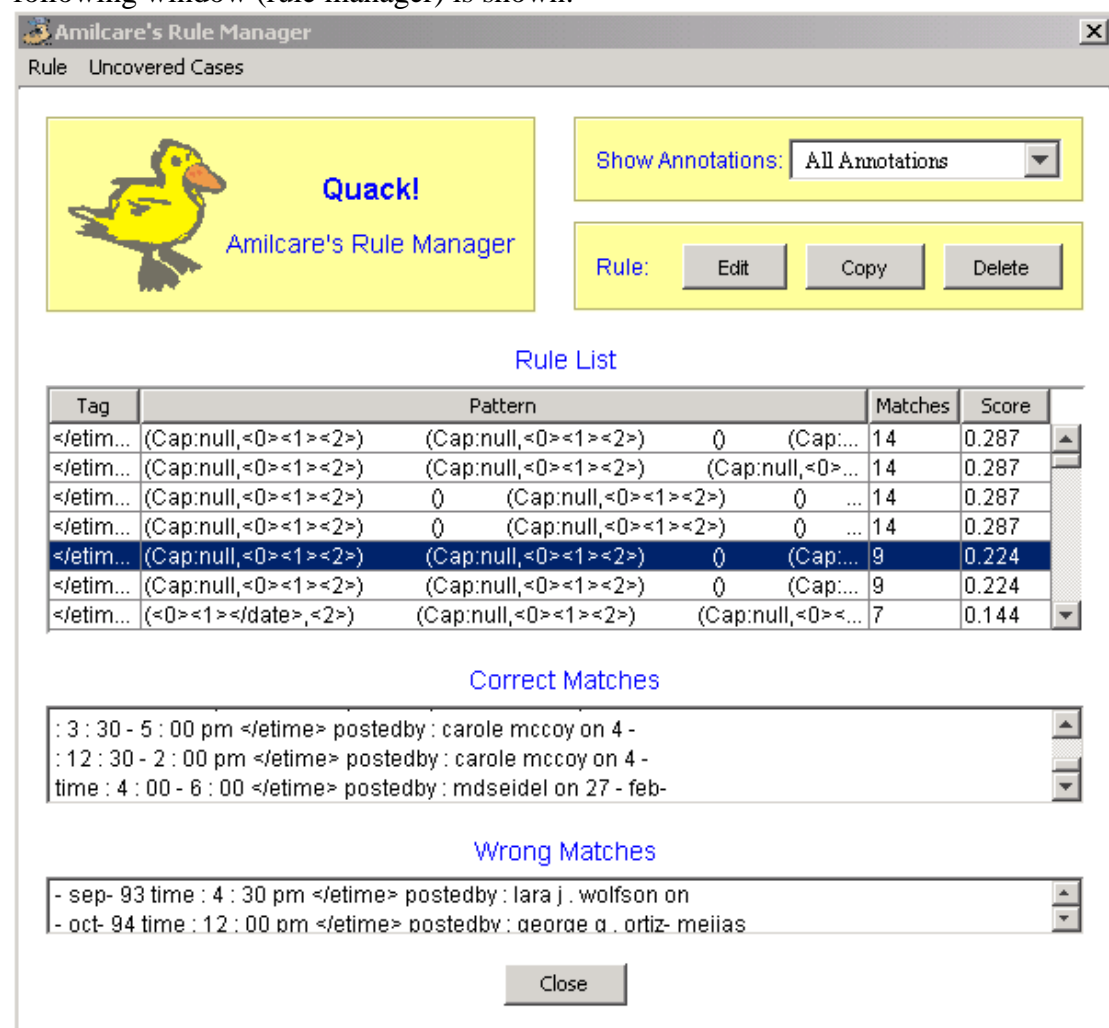 following window (rule manager) is shown.
Amilcare's Rule Manager
Rule Uncovered Cases
Quack!
Amilcare's Rule Manager
Show Annotations: All Annotations
Rule: Edit Copy Delete
Rule List
Tag Pattern Matches Score
</etim... (Cap:null,<0><1><2>) (Cap:null,<0><1><2>) () (Cap:... 14 0.287
</etim... (Cap:null,<0><1><2>) (Cap:null,<0><1><2>) (Cap:null,<0>... 14 0.287
</etim... (Cap:null,<0><1><2>) () (Cap:null,<0><1><2>) () ... 14 0.287
</etim... (Cap:null,<0><1><2>) () (Cap:null,<0><1><2>) () ... 14 0.287
</etim... (Cap:null,<0><1><2>) (Cap:null,<0><1><2>) () (Cap:... 9 0.224
</etim... (Cap:null,<0><1><2>) (Cap:null,<0><1><2>) () (Cap:... 9 0.224
</etim... (<0><1></date>,<2>) (Cap:null,<0><1><2>) (Cap:null,<0><... 7 0.144
Correct Matches
: 3 : 30 - 5 : 00 pm </etime> postedby : carole mccoy on 4 -
: 12 : 30 - 2 : 00 pm </etime> postedby : carole mccoy on 4 -
time : 4 : 00 - 6 : 00 </etime> postedby : mdseidel on 27 - feb-
Wrong Matches
- sep- 93 time : 4 : 30 pm </etime> postedby : lara j . wolfson on
- oct- 94 time : 12 : 00 pm </etime> postedby : george g . ortiz- mejias
Close